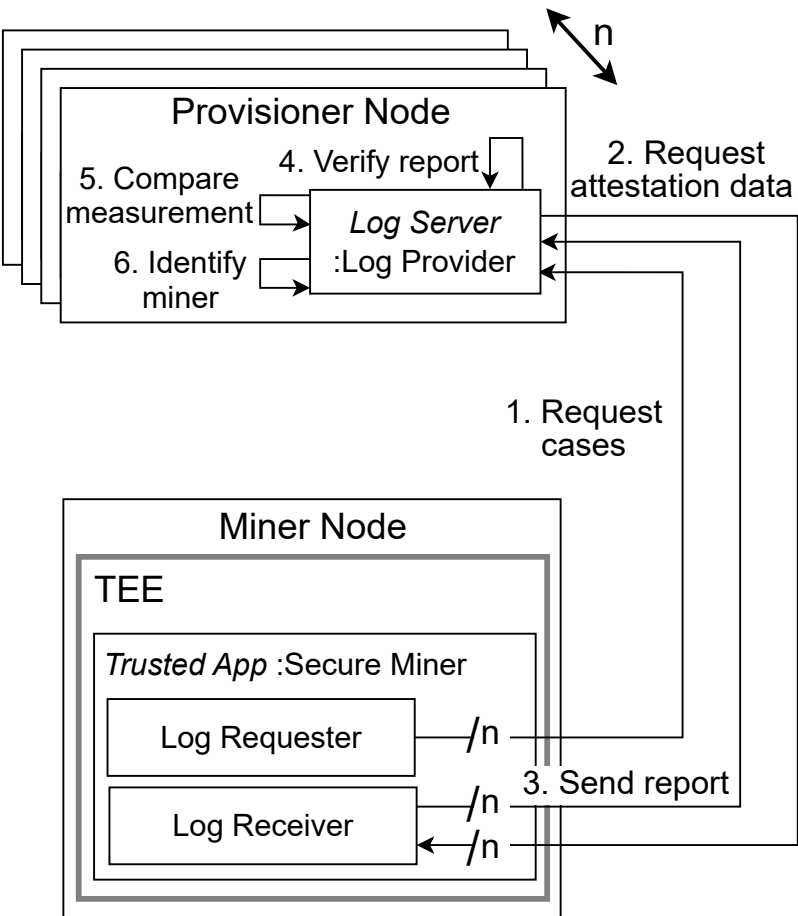 n
Provisioner Node
4. Verify report
5. Compare
measurement
Log Server
:Log Provider
6. Identify
miner
2. Request
attestation data
1. Request
cases
Miner Node
TEE
Trusted App :Secure Miner
Log Requester
/n
3. Send report
Log Receiver
/n
/n